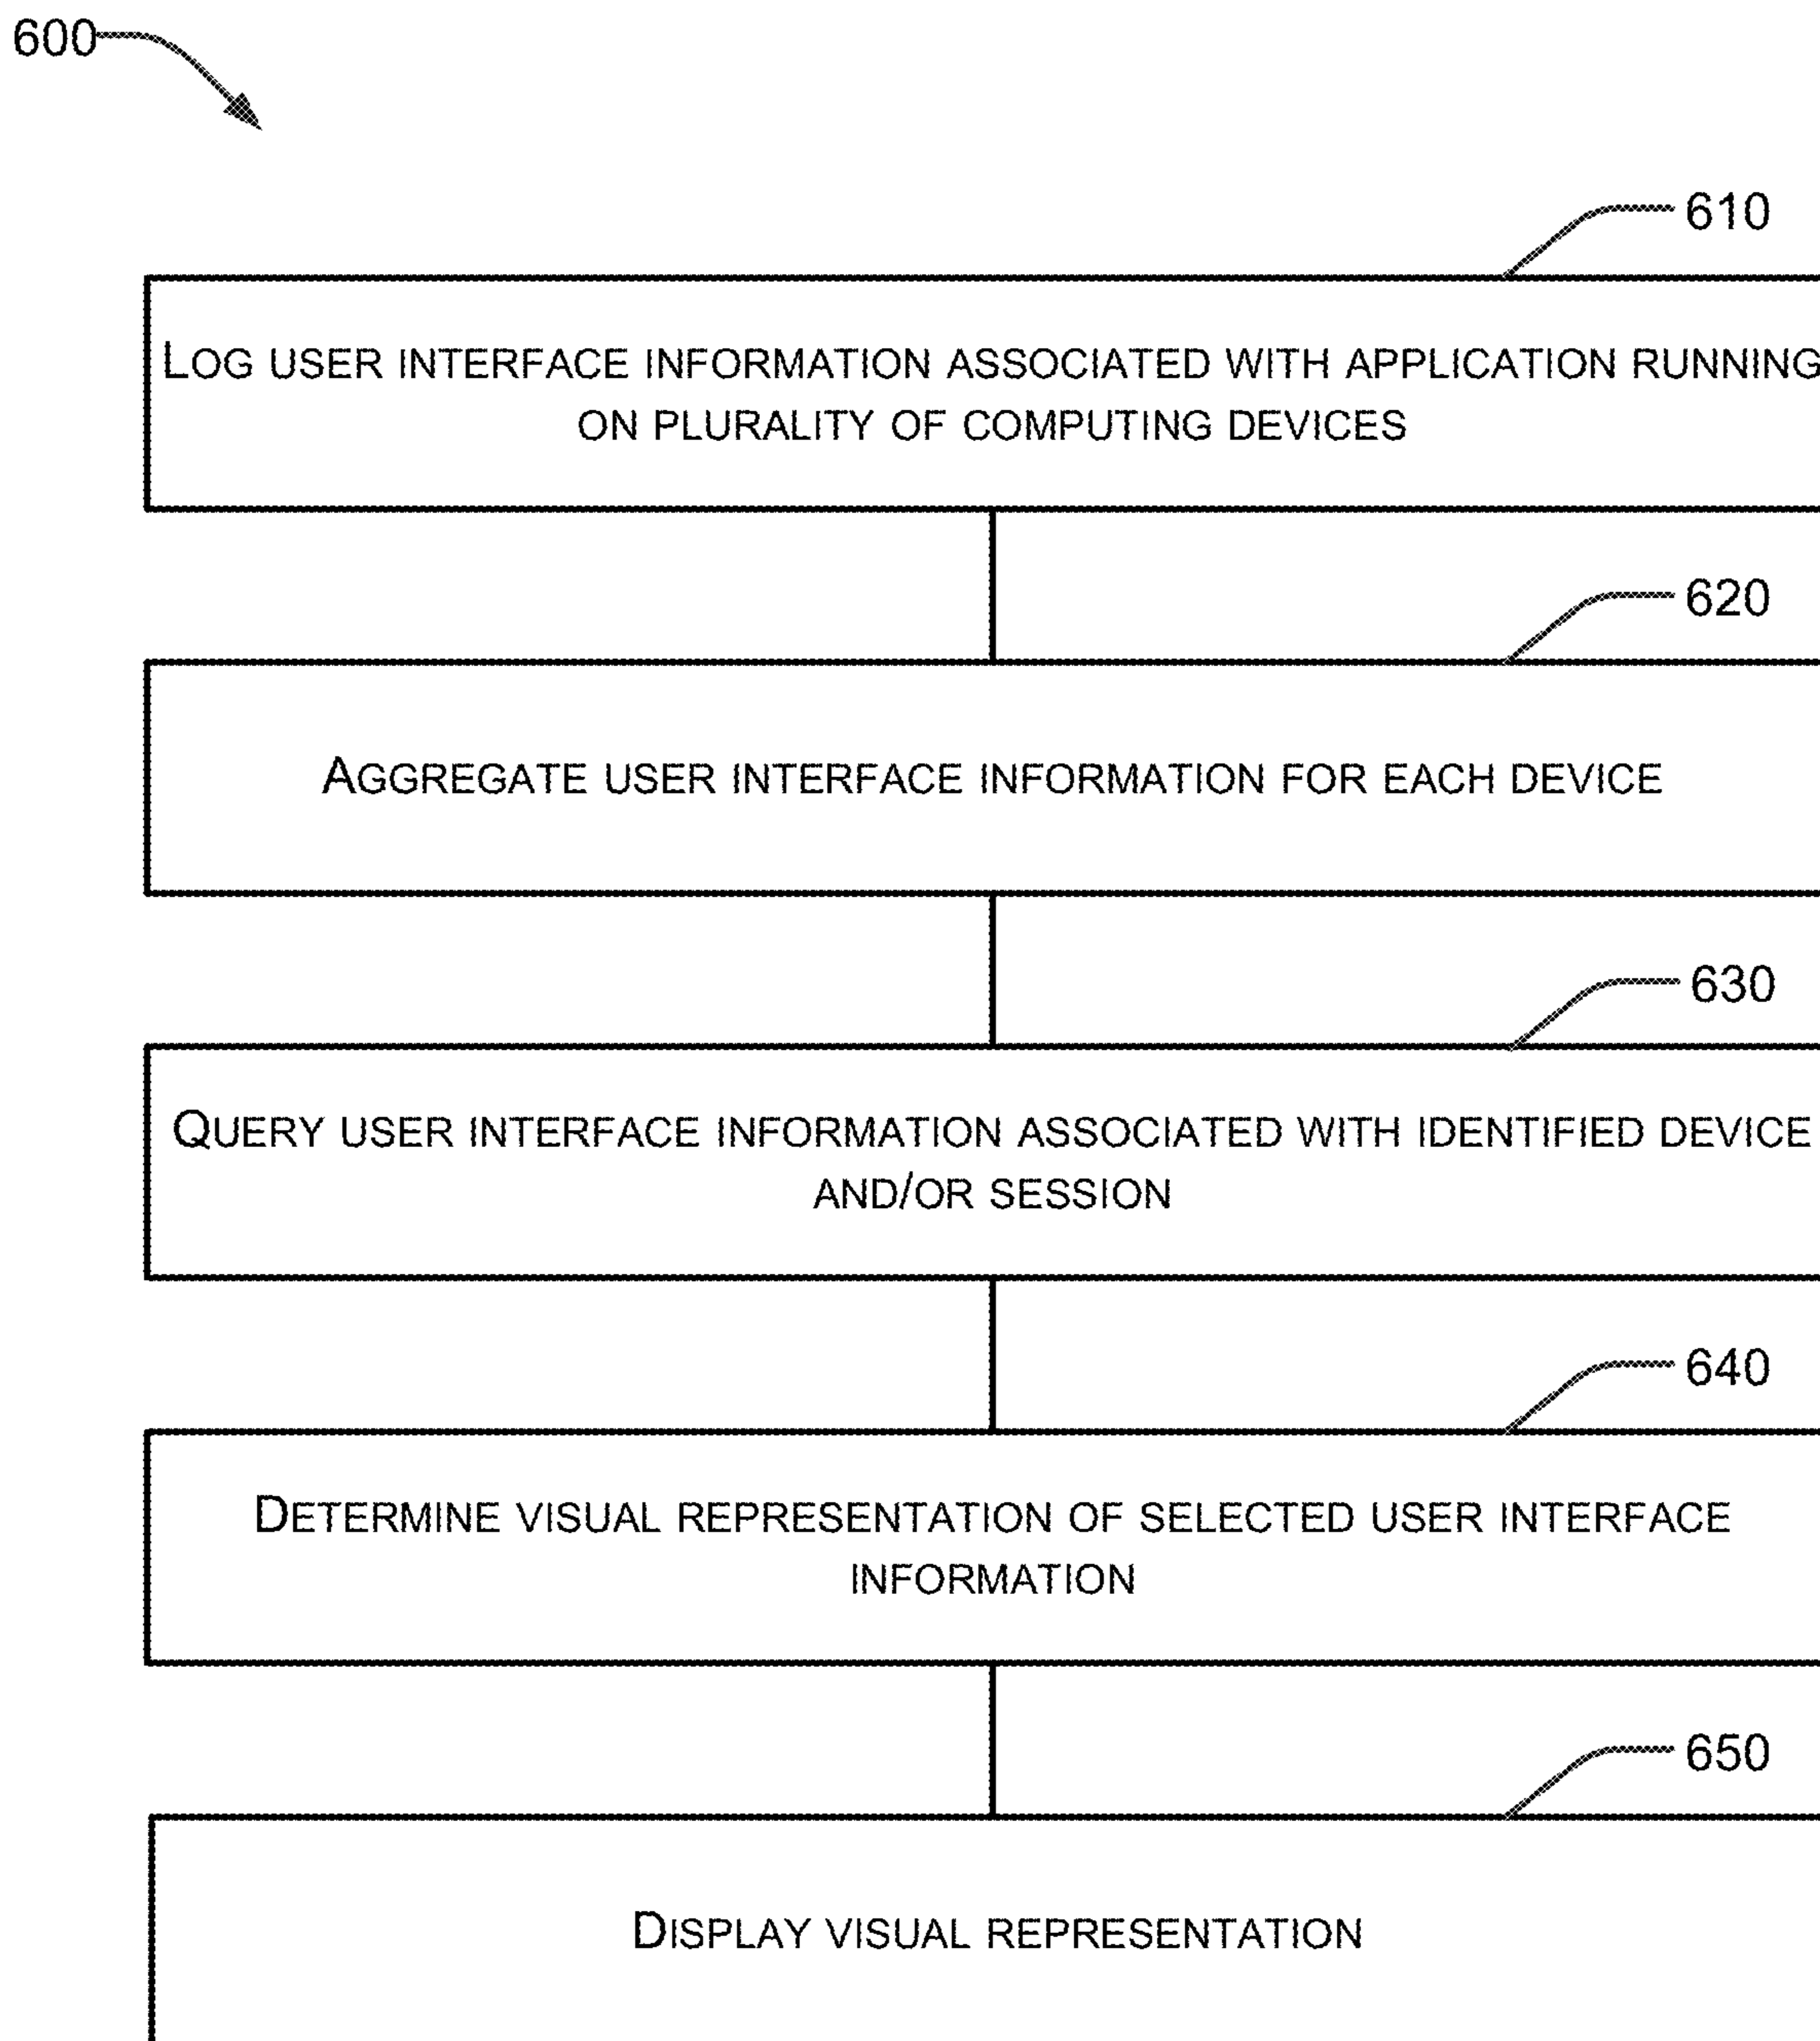 600
610
LOG USER INTERFACE INFORMATION ASSOCIATED WITH APPLICATION RUNNING
ON PLURALITY OF COMPUTING DEVICES
620
AGGREGATE USER INTERFACE INFORMATION FOR EACH DEVICE
630
QUERY USER INTERFACE INFORMATION ASSOCIATED WITH IDENTIFIED DEVICE
AND/OR SESSION
640
DETERMINE VISUAL REPRESENTATION OF SELECTED USER INTERFACE
INFORMATION
650
DISPLAY VISUAL REPRESENTATION